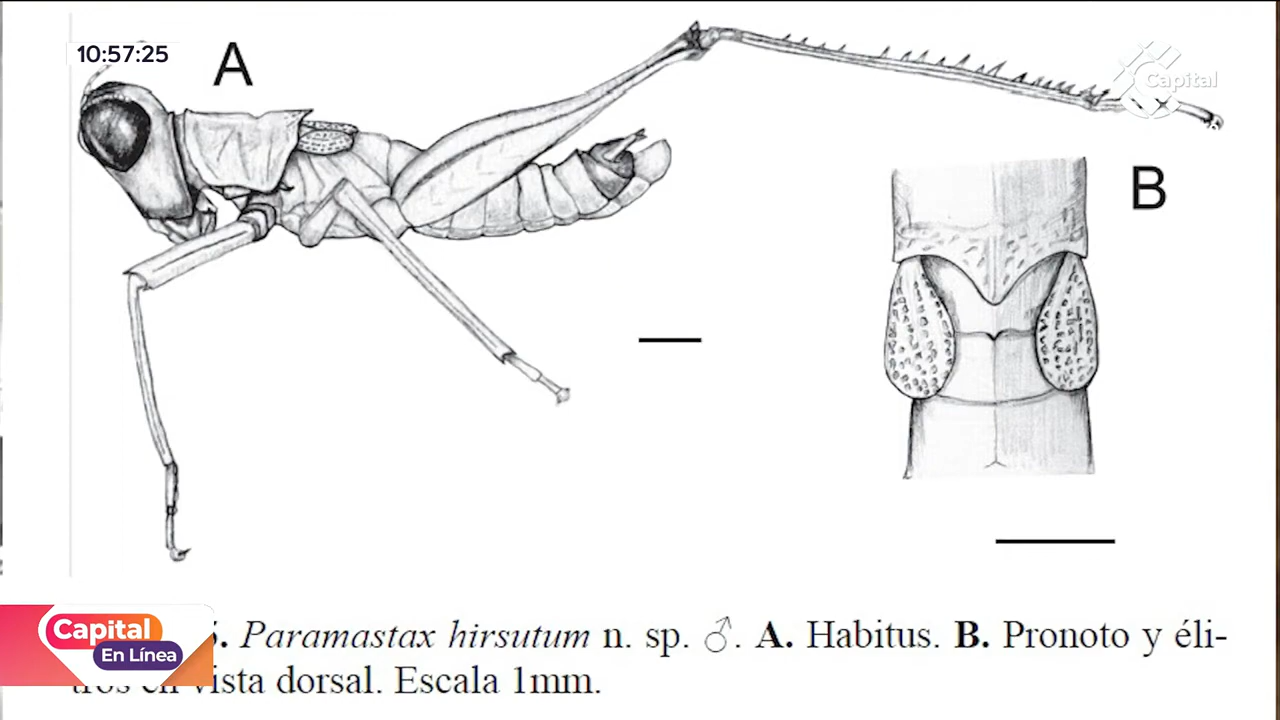 10:57:25
A
Capital
B
Capital
En Línea
. Paramastax hirsutum n. sp. ♂. A. Habitus. B. Pronoto y éli-
vista dorsal. Escala 1mm.